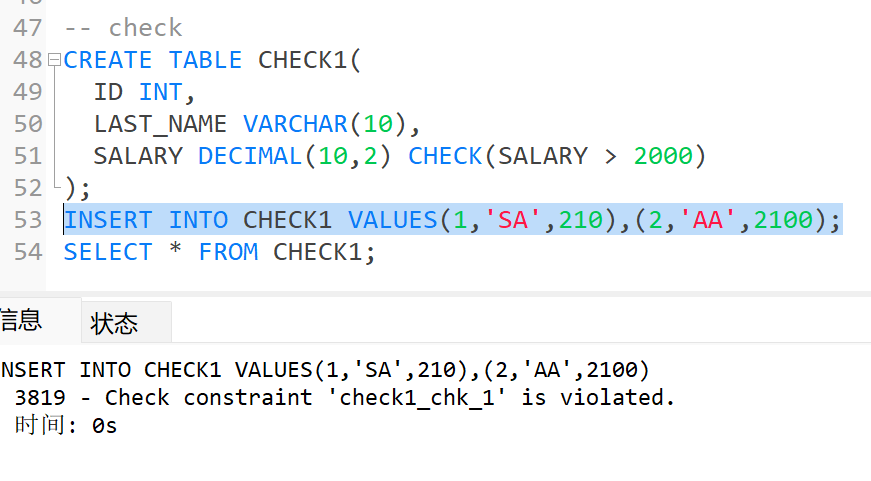 47 -- check
48 CREATE TABLE CHECK1(
49 ID INT,
50 LAST_NAME VARCHAR(10),
51 SALARY DECIMAL(10,2) CHECK(SALARY > 2000)
52 );
53 INSERT INTO CHECK1 VALUES(1,'SA',210),(2,'AA',2100);
54 SELECT * FROM CHECK1;
信息 状态
NSERT INTO CHECK1 VALUES(1,'SA',210),(2,'AA',2100)
3819 - Check constraint 'check1_chk_1' is violated.
时间: 0s